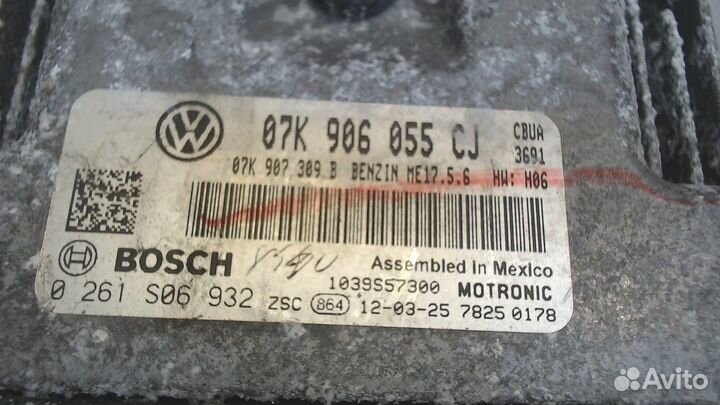 07K 906 055 CJ CBUA
3691
07K 907 309 B BENZIN ME17.5.6 HW: H06
BOSCH Assembled in Mexico
1039S57300 MOTRONIC
0 261 S06 932 ZSC 864 12-03-25 7825 0178
Avito